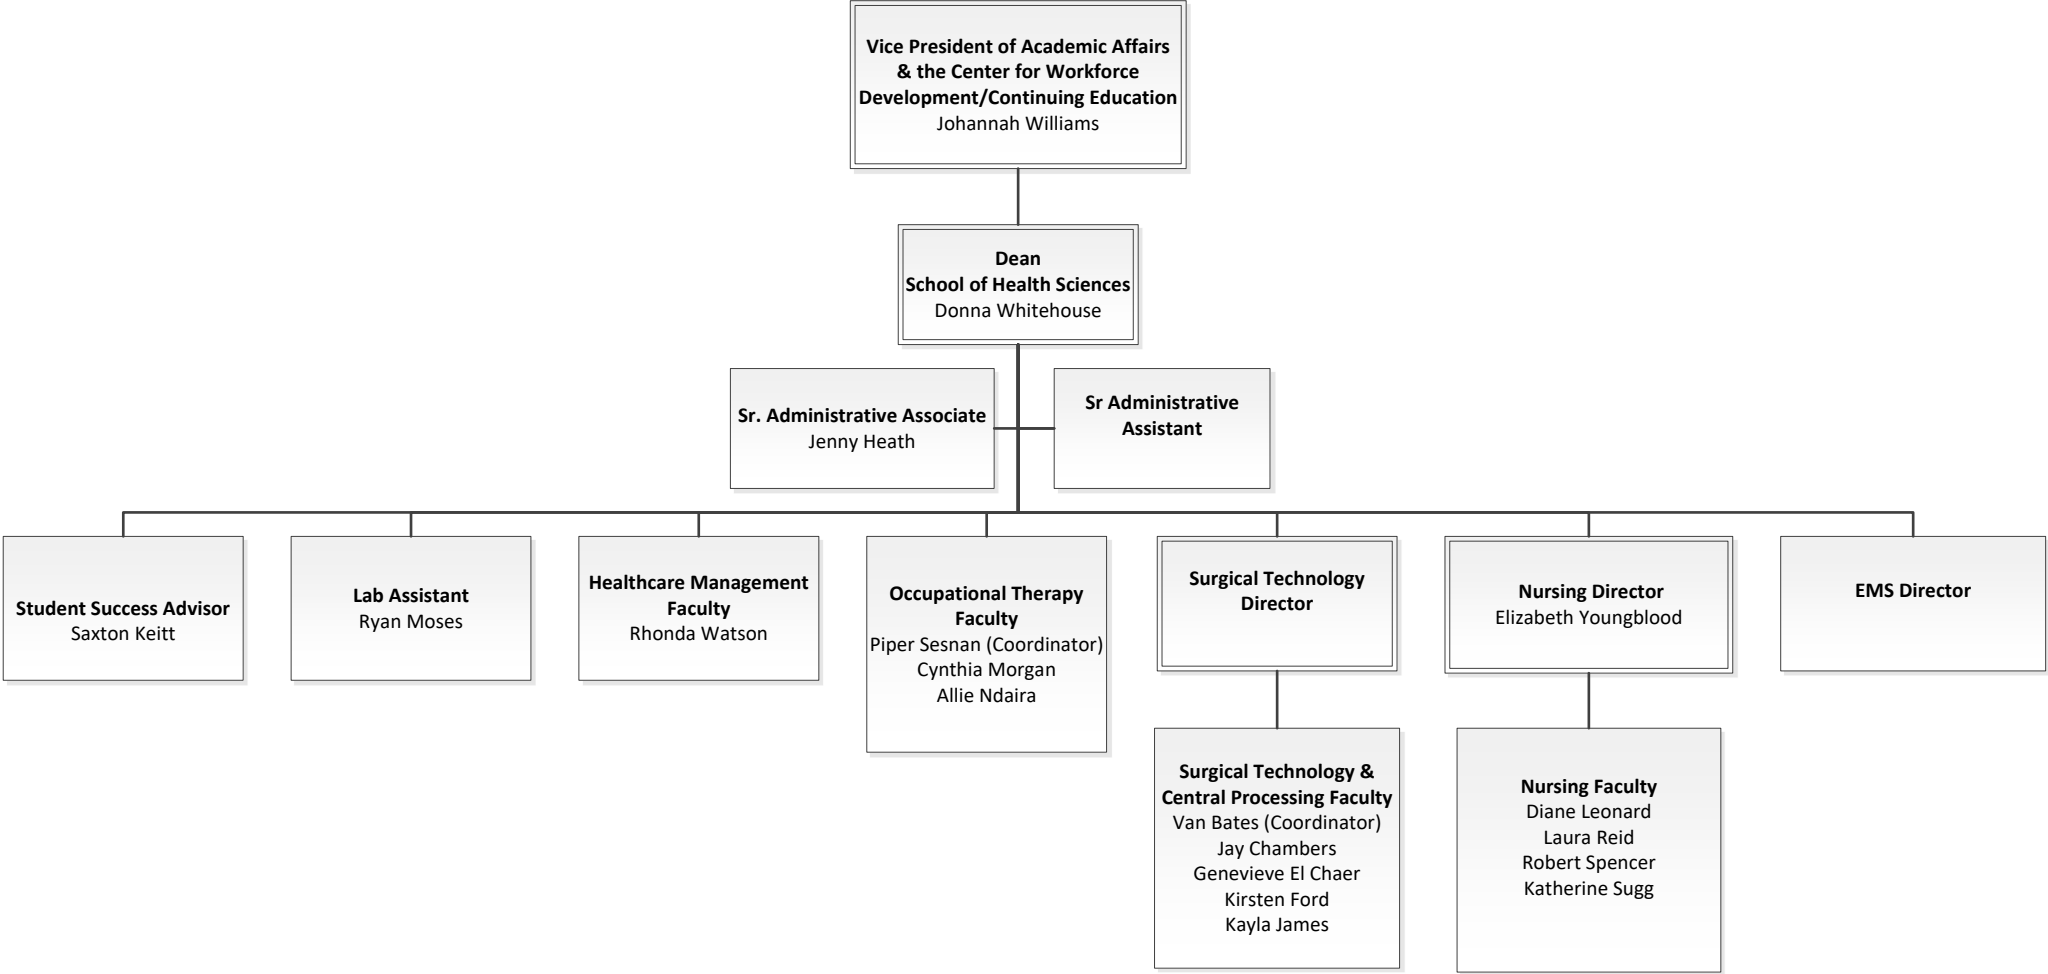 Vice President of Academic Affairs
& the Center for Workforce
Development/Continuing Education
Johannah Williams
Dean
School of Health Sciences
Donna Whitehouse
Sr. Administrative Associate
Jenny Heath
Sr Administrative
Assistant
Student Success Advisor
Saxton Keitt
Lab Assistant
Ryan Moses
Healthcare Management
Faculty
Rhonda Watson
Occupational Therapy
Faculty
Piper Sesnan (Coordinator)
Cynthia Morgan
Allie Ndaira
Surgical Technology
Director
Nursing Director
Elizabeth Youngblood
EMS Director
Surgical Technology &
Central Processing Faculty
Van Bates (Coordinator)
Jay Chambers
Genevieve El Chaer
Kirsten Ford
Kayla James
Nursing Faculty
Diane Leonard
Laura Reid
Robert Spencer
Katherine Sugg